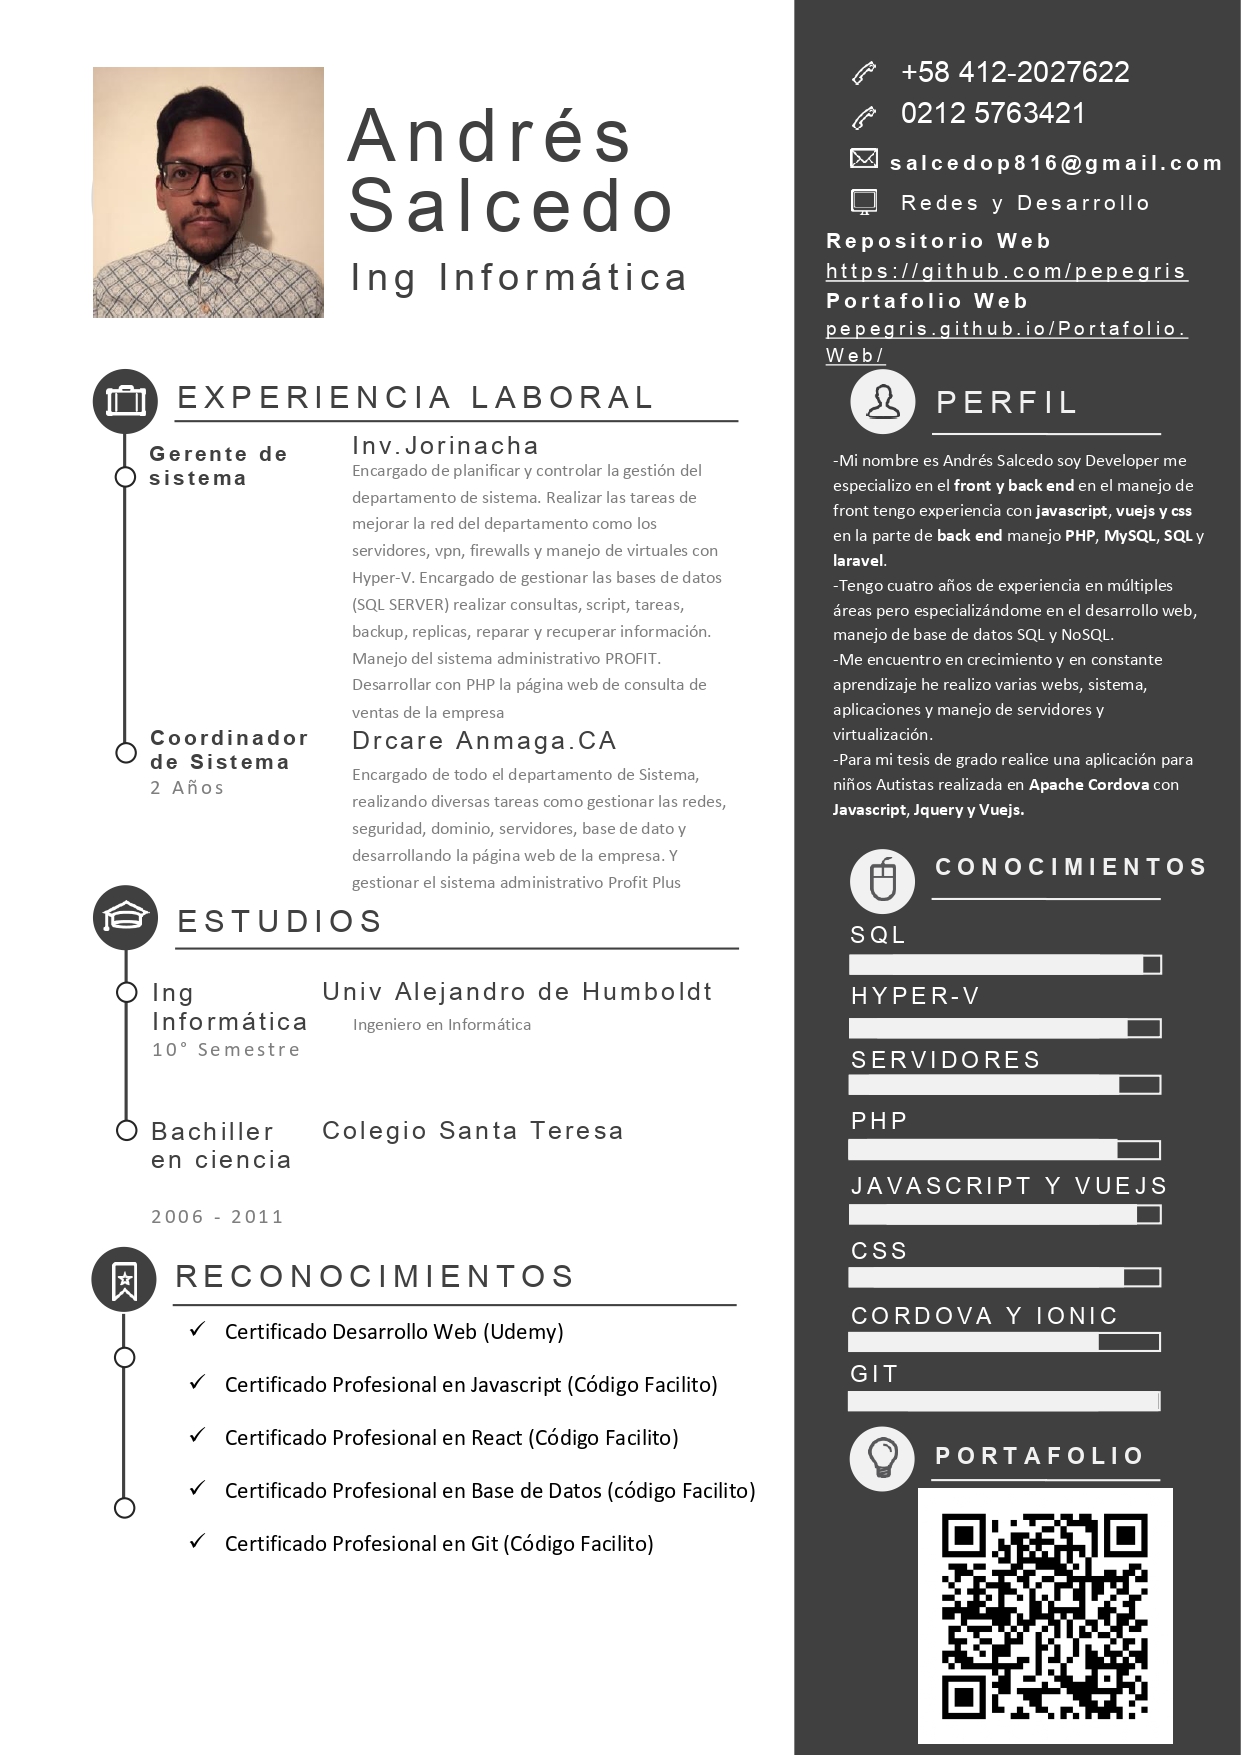 Andrés
Salcedo
Ing Informática
EXPERIENCIA LABORAL
Gerente de
sistema
Inv.Jorinacha
Encargado de planificar y controlar la gestión del
departamento de sistema. Realizar las tareas de
mejorar la red del departamento como los
servidores, vpn, firewalls y manejo de virtuales con
Hyper-V. Encargado de gestionar las bases de datos
(SQL SERVER) realizar consultas, script, tareas,
backup, replicas, reparar y recuperar información.
Manejo del sistema administrativo PROFIT.
Desarrollar con PHP la página web de consulta de
ventas de la empresa
Coordinador
de Sistema
2 Años
Drcare Anmaga.CA
Encargado de todo el departamento de Sistema,
realizando diversas tareas como gestionar las redes,
seguridad, dominio, servidores, base de dato y
desarrollando la página web de la empresa. Y
gestionar el sistema administrativo Profit Plus
ESTUDIOS
Ing
Informática
10° Semestre
Univ Alejandro de Humboldt
Ingeniero en Informática
Bachiller
en ciencia
2006 - 2011
Colegio Santa Teresa
RECONOCIMIENTOS
✓ Certificado Desarrollo Web (Udemy)
✓ Certificado Profesional en Javascript (Código Facilito)
✓ Certificado Profesional en React (Código Facilito)
✓ Certificado Profesional en Base de Datos (código Facilito)
✓ Certificado Profesional en Git (Código Facilito)
+58 412-2027622
0212 5763421
salcedop816@gmail.com
Redes y Desarrollo
Repositorio Web
https://github.com/pepegris
Portafolio Web
pepegris.github.io/Portafolio.
Web/
PERFIL
-Mi nombre es Andrés Salcedo soy Developer me
especializo en el front y back end en el manejo de
front tengo experiencia con javascript, vuejs y css
en la parte de back end manejo PHP, MySQL, SQL y
laravel.
-Tengo cuatro años de experiencia en múltiples
áreas pero especializándome en el desarrollo web,
manejo de base de datos SQL y NoSQL.
-Me encuentro en crecimiento y en constante
aprendizaje he realizo varias webs, sistema,
aplicaciones y manejo de servidores y
virtualización.
-Para mi tesis de grado realice una aplicación para
niños Autistas realizada en Apache Cordova con
Javascript, Jquery y Vuejs.
CONOCIMIENTOS
SQL
HYPER-V
SERVIDORES
PHP
JAVASCRIPT Y VUEJS
CSS
CORDOVA Y IONIC
GIT
PORTAFOLIO